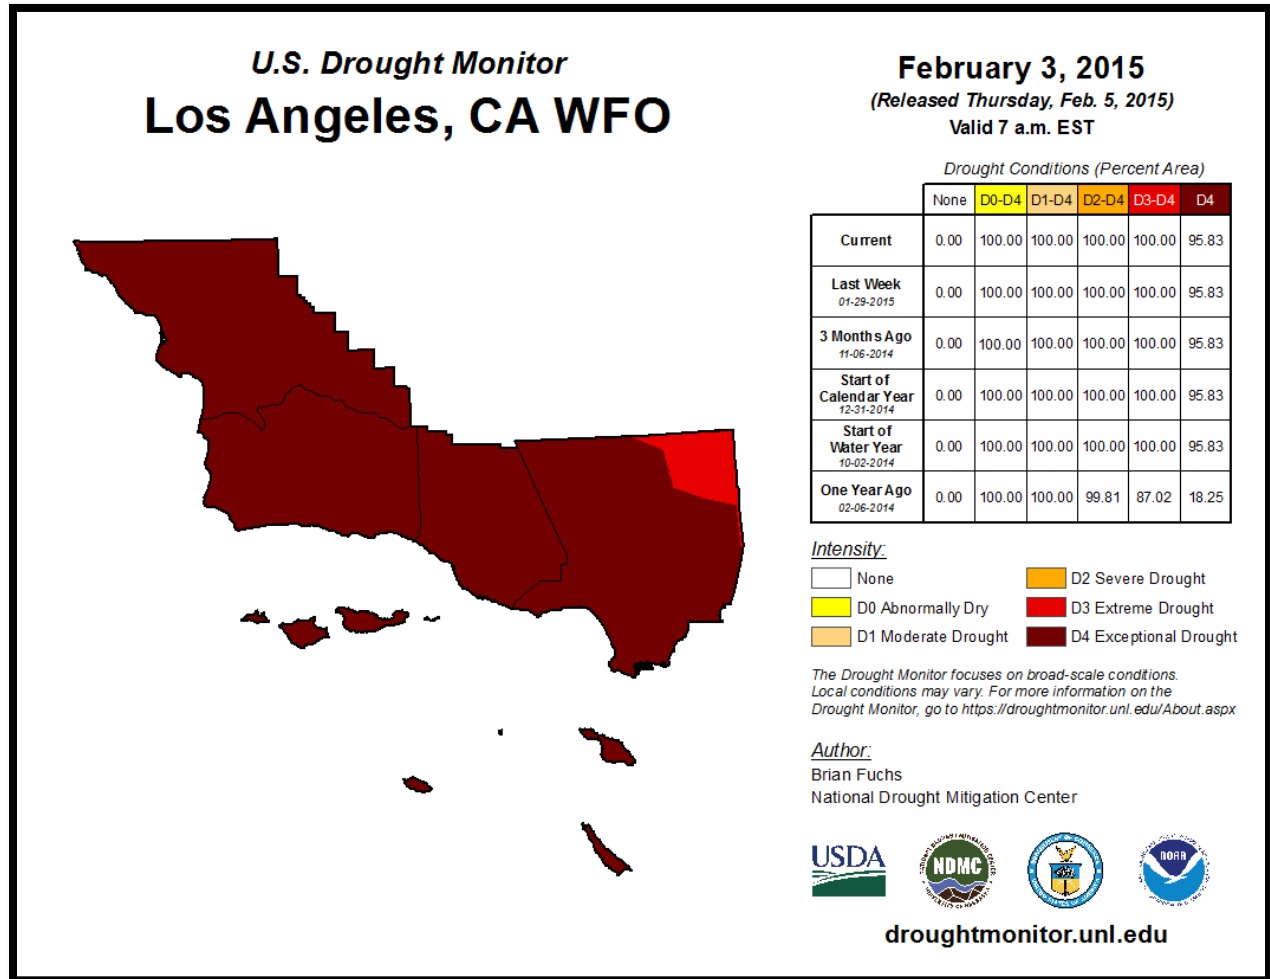 U.S. Drought Monitor
Los Angeles, CA WFO
February 3, 2015
(Released Thursday, Feb. 5, 2015)
Valid 7 a.m. EST
Drought Conditions (Percent Area)
None D0-D4 D1-D4 D2-D4 D3-D4 D4
Current 0.00 100.00 100.00 100.00 100.00 95.83
Last Week
01-29-2015 0.00 100.00 100.00 100.00 100.00 95.83
3 Months Ago
11-06-2014 0.00 100.00 100.00 100.00 100.00 95.83
Start of
Calendar Year
12-31-2014 0.00 100.00 100.00 100.00 100.00 95.83
Start of
Water Year
10-02-2014 0.00 100.00 100.00 100.00 100.00 95.83
One Year Ago
02-06-2014 0.00 100.00 100.00 99.81 87.02 18.25
Intensity:
None
D0 Abnormally Dry
D1 Moderate Drought
D2 Severe Drought
D3 Extreme Drought
D4 Exceptional Drought
The Drought Monitor focuses on broad-scale conditions.
Local conditions may vary. For more information on the
Drought Monitor, go to https://droughtmonitor.unl.edu/About.aspx
Author:
Brian Fuchs
National Drought Mitigation Center
USDA
NDMC
NOAA
droughtmonitor.unl.edu